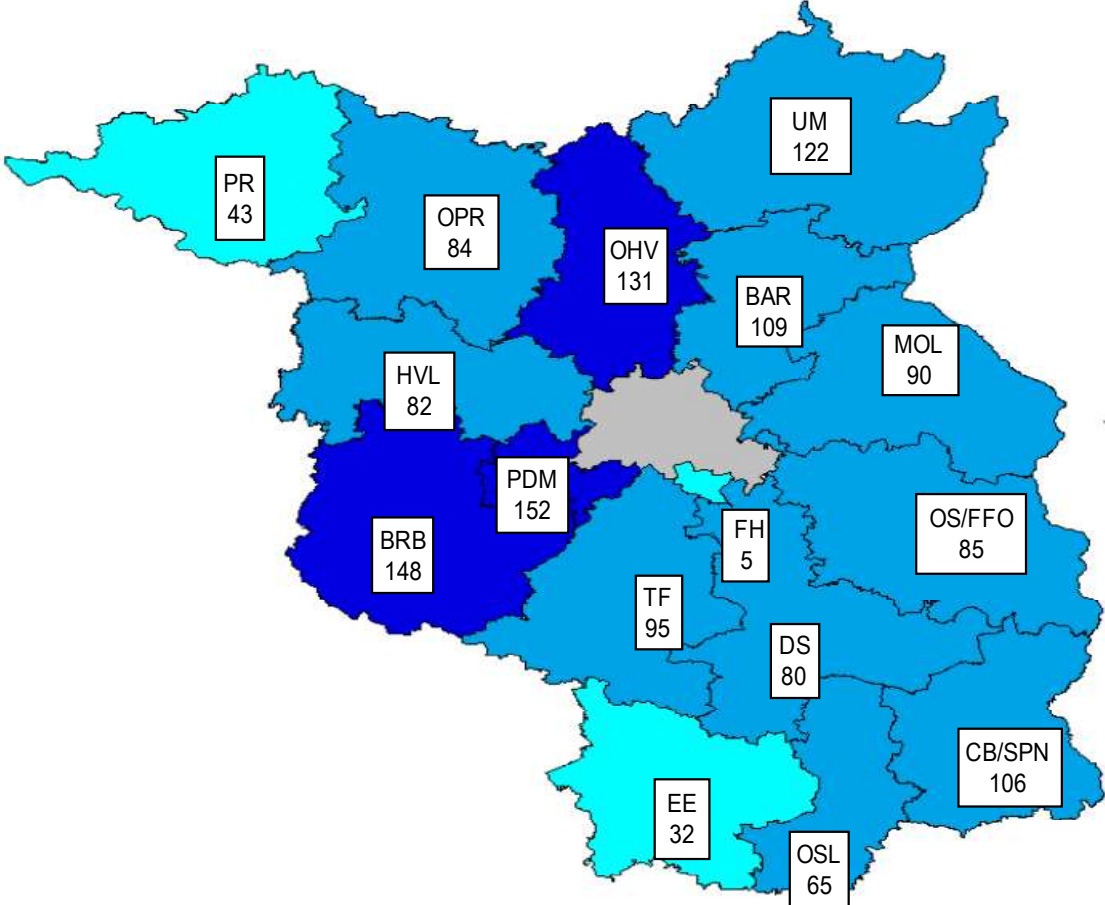 UM
122
PR
43
OPR
84
OHV
131
BAR
109
MOL
90
HVL
82
PDM
152
BRB
148
FH
5
OS/FFO
85
TF
95
DS
80
CB/SPN
106
EE
32
OSL
65